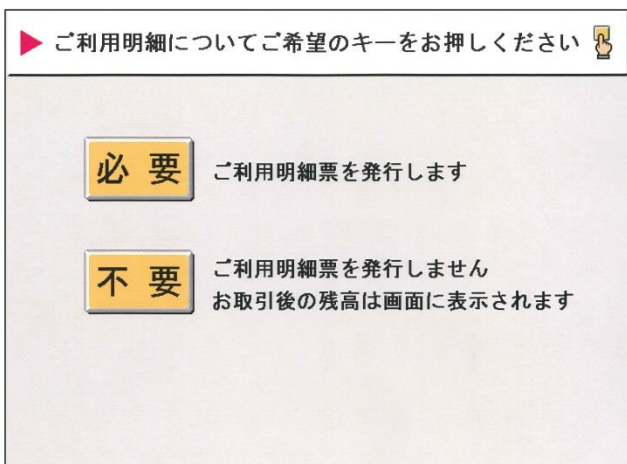 ▶ ご利用明細についてご希望のキーをお押しください
必要
ご利用明細票を発行します
不要
ご利用明細票を発行しません
お取引後の残高は画面に表示されます